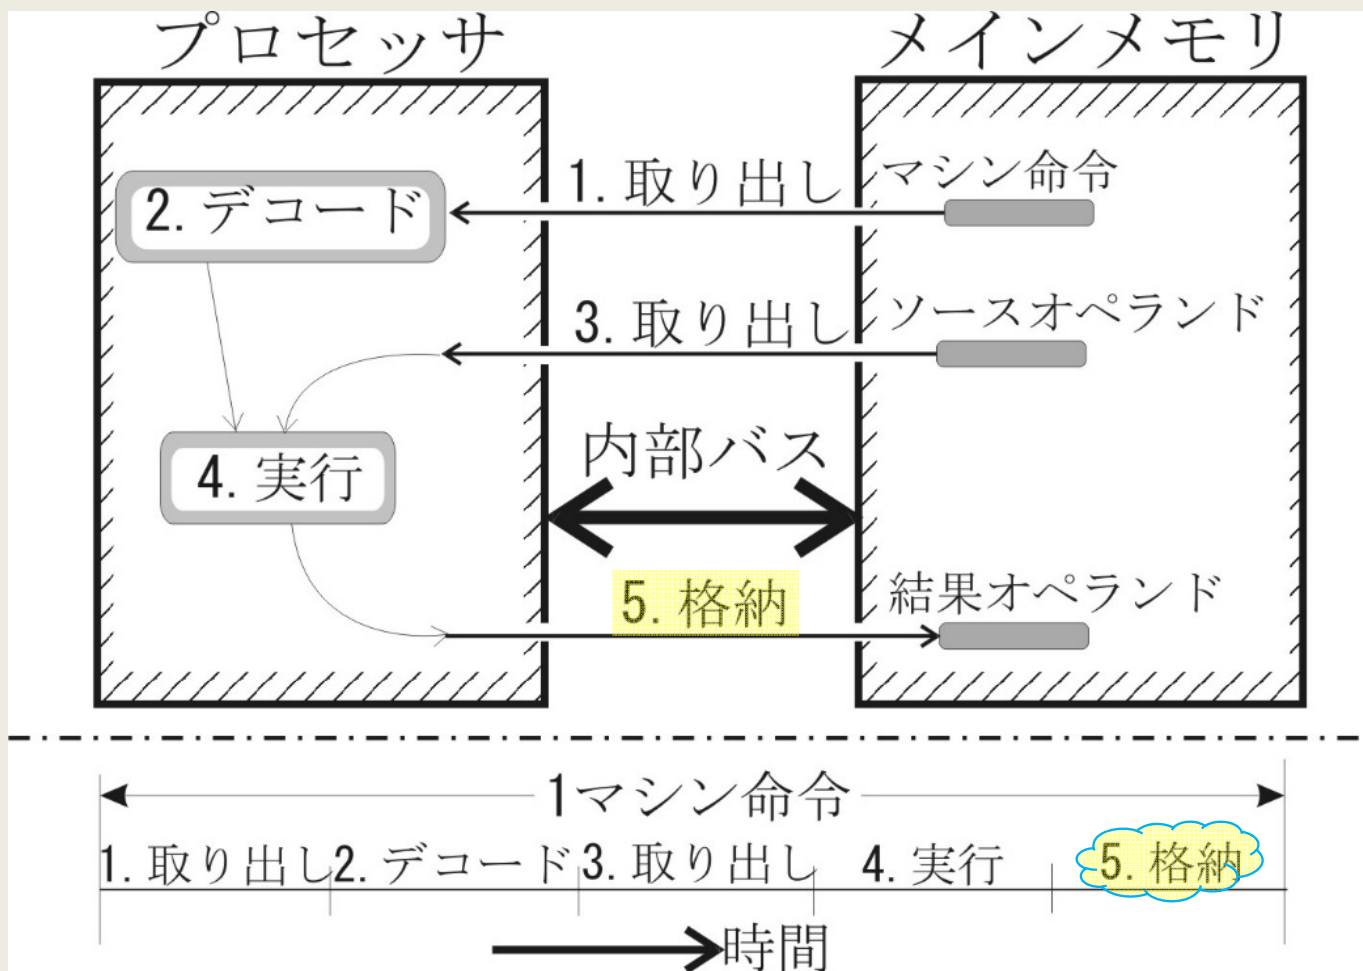 プロセッサ
メインメモリ
1. 取り出し
マシン命令
2. デコード
3. 取り出し
ソースオペランド
内部バス
4. 実行
5. 格納
結果オペランド
1マシン命令
1. 取り出し
2. デコード
3. 取り出し
4. 実行
5. 格納
時間